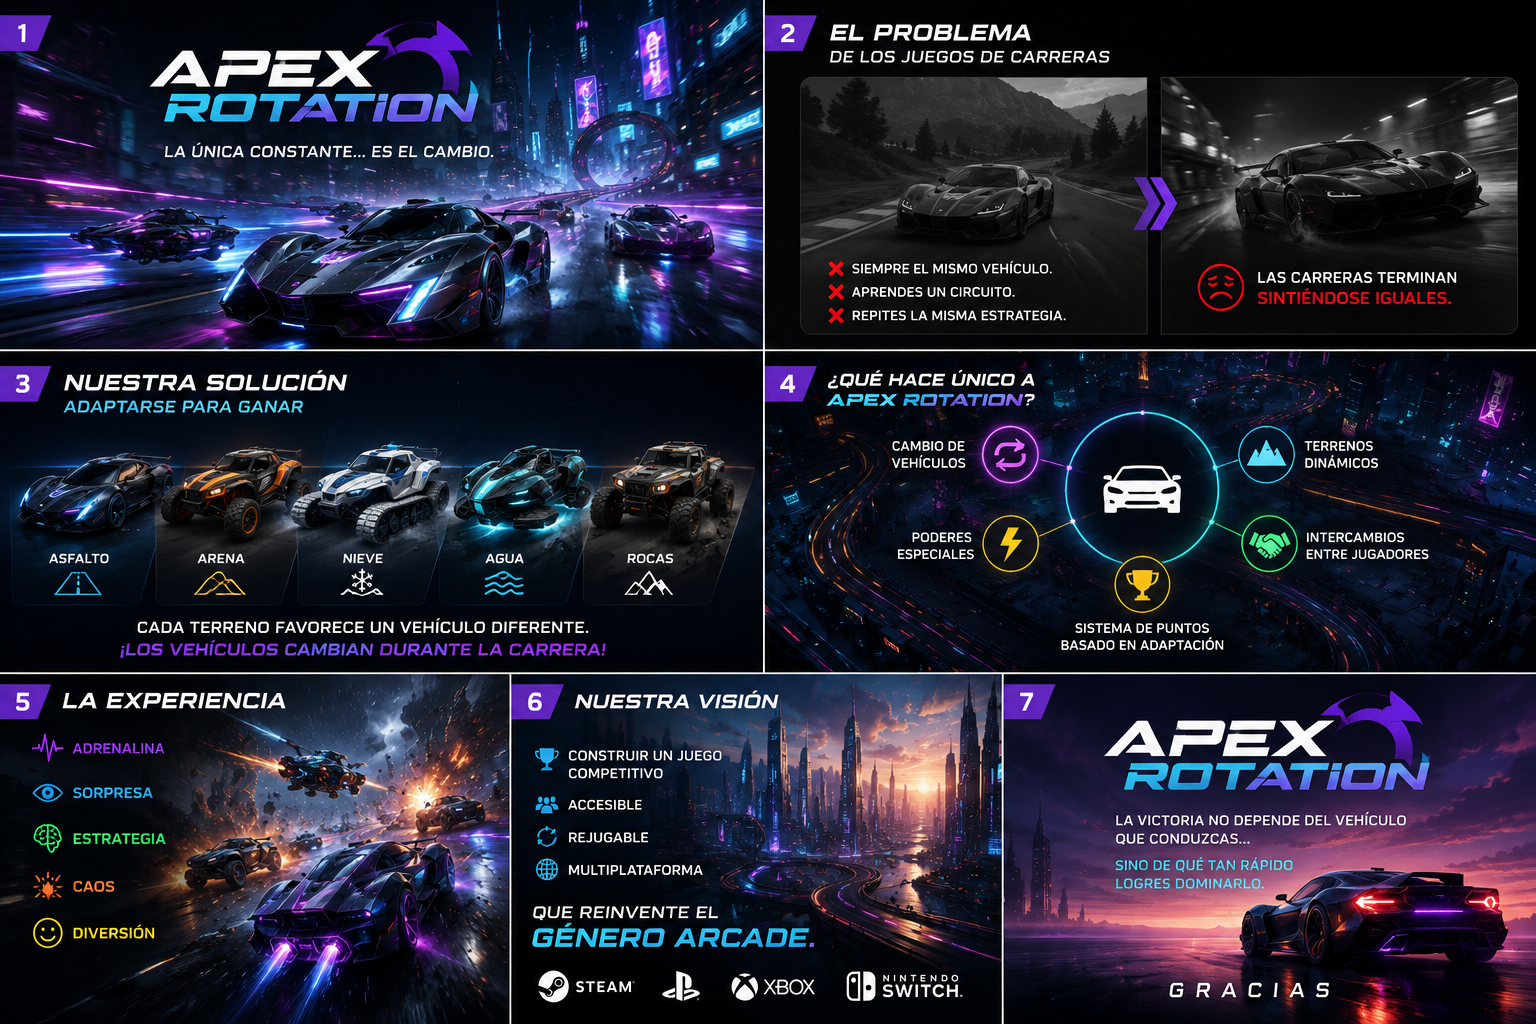 1
APEX
ROTATION
LA ÚNICA CONSTANTE... ES EL CAMBIO.
2
EL PROBLEMA
DE LOS JUEGOS DE CARRERAS
SIEMPRE EL MISMO VEHÍCULO.
APRENDES UN CIRCUITO.
REPITES LA MISMA ESTRATEGIA.
LAS CARRERAS TERMINAN
SINTIÉNDOSE IGUALES.
3
NUESTRA SOLUCIÓN
ADAPTARSE PARA GANAR
ASFALTO
ARENA
NIEVE
AGUA
ROCAS
CADA TERRENO FAVORECE UN VEHÍCULO DIFERENTE.
¡LOS VEHÍCULOS CAMBIAN DURANTE LA CARRERA!
4
¿QUÉ HACE ÚNICO A
APEX ROTATION?
CAMBIO DE
VEHÍCULOS
TERRENOS
DINÁMICOS
PODERES
ESPECIALES
INTERCAMBIOS
ENTRE JUGADORES
SISTEMA DE PUNTOS
BASADO EN ADAPTACIÓN
5
LA EXPERIENCIA
ADRENALINA
SORPRESA
ESTRATEGIA
CAOS
DIVERSIÓN
6
NUESTRA VISIÓN
CONSTRUIR UN JUEGO
COMPETITIVO
ACCESIBLE
REJUGABLE
MULTIPLATAFORMA
QUE REINVENTE EL
GÉNERO ARCADE.
STEAM
XBOX
NINTENDO
SWITCH.
7
APEX
ROTATION
LA VICTORIA NO DEPENDE DEL VEHÍCULO
QUE CONDUZCAS...
SINO DE QUÉ TAN RÁPIDO
LOGRES DOMINARLO.
GRACIAS